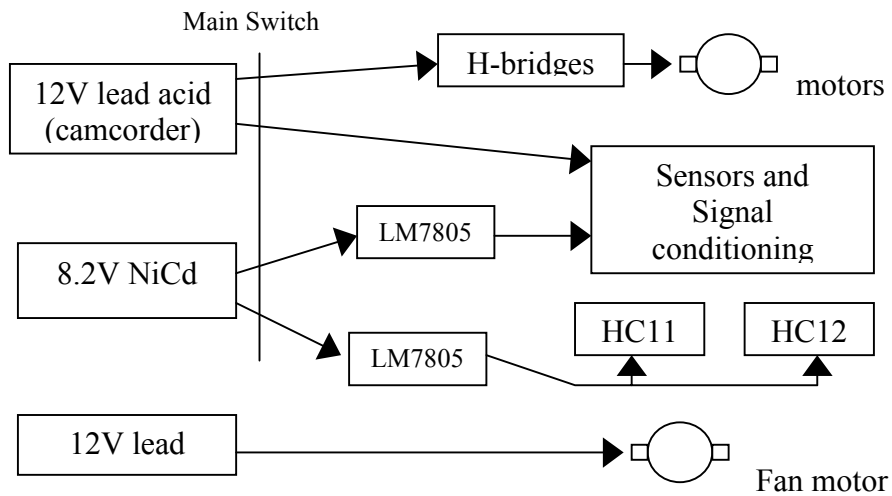 Main Switch
H-bridges
motors
12V lead acid
(camcorder)
Sensors and
Signal
conditioning
LM7805
8.2V NiCd
HC11
HC12
LM7805
12V lead
Fan motor